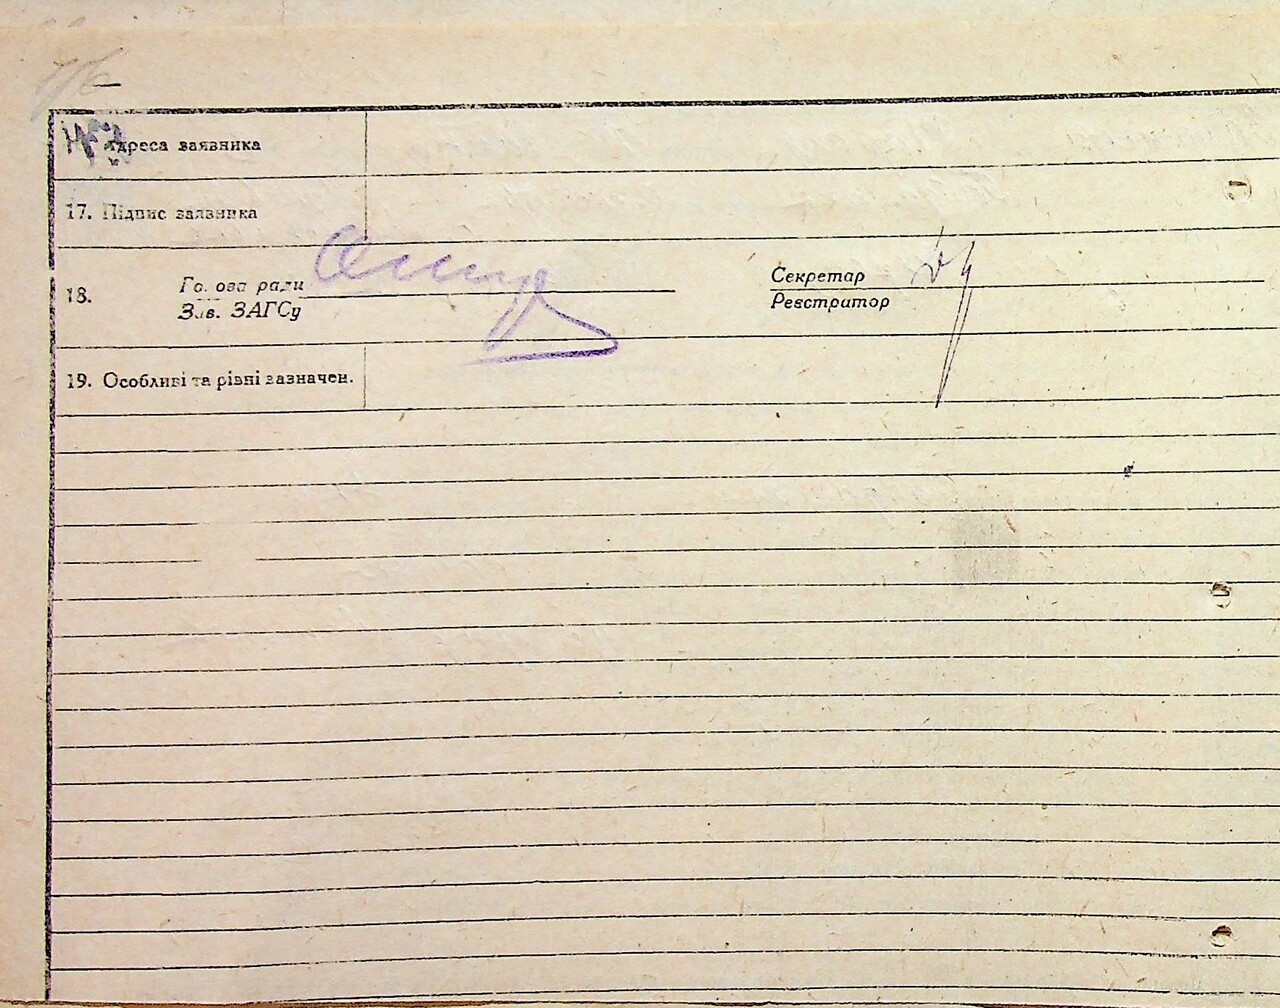 Адреса заявника
17. Підпис заявника
18. Голова ради Секретар
Зав. ЗАГСу Реєстратор
19. Особливі та різні зазначен.